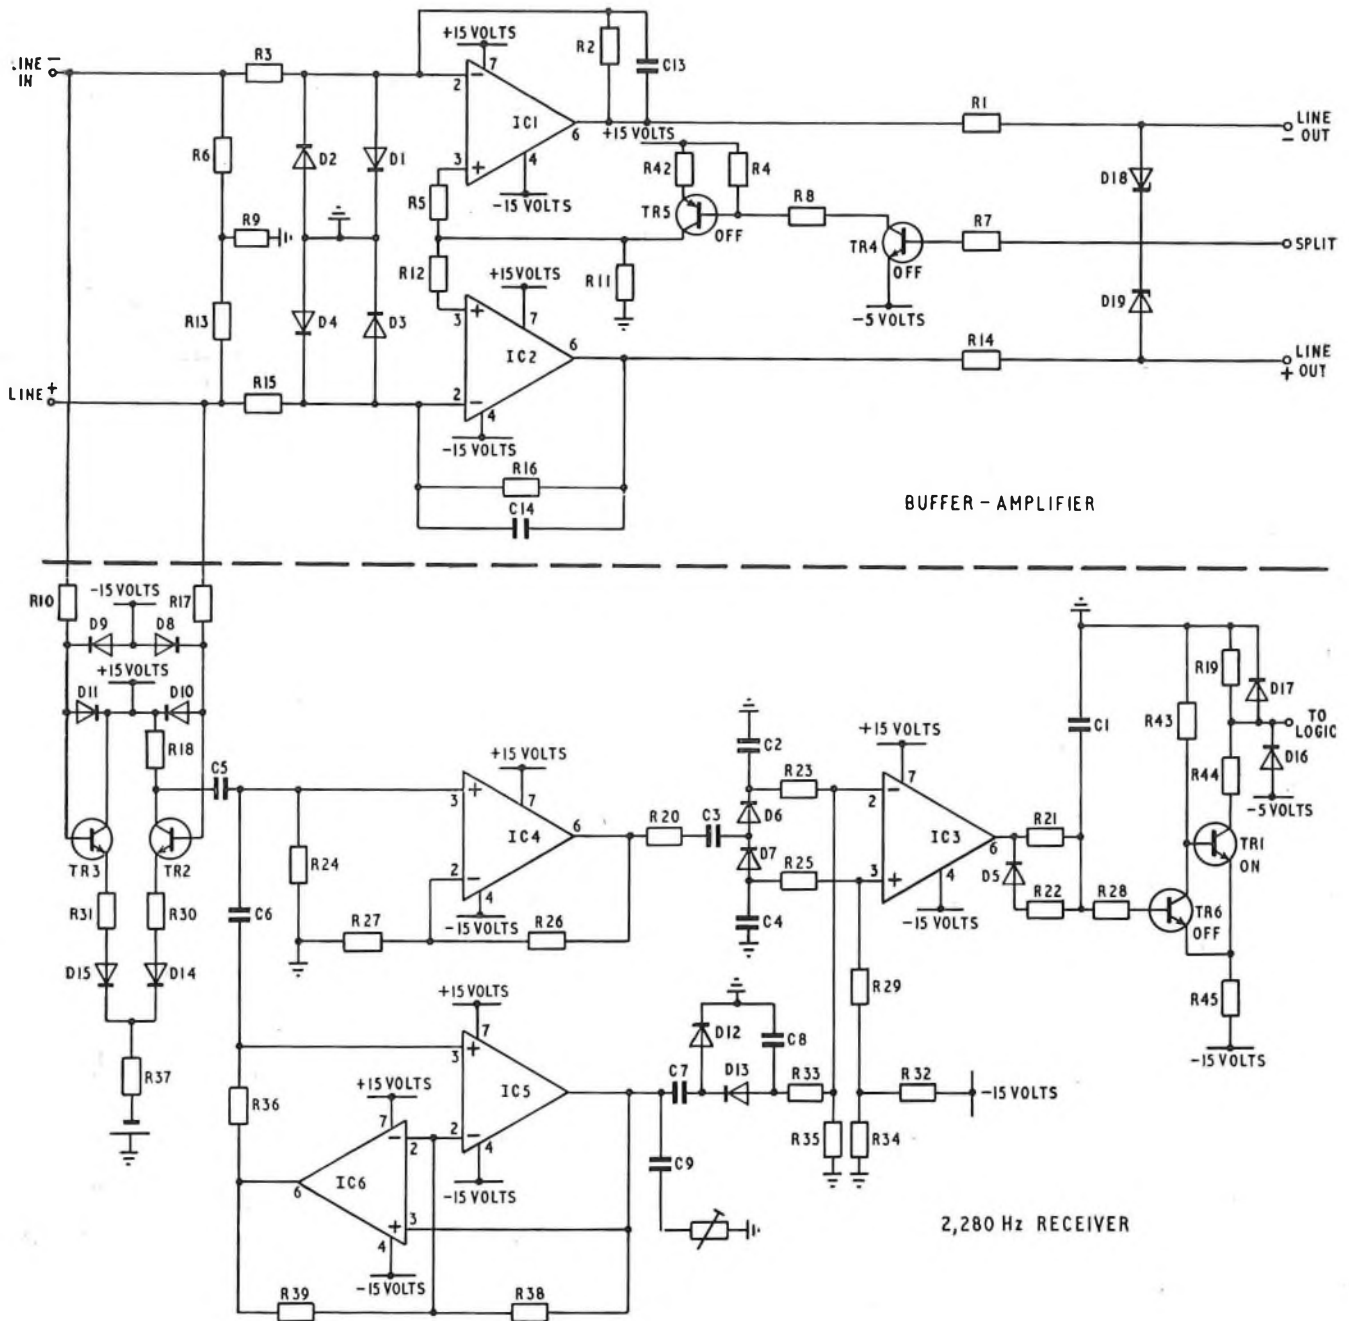 +15 VOLTS
LINE –
IN
R3
R2
C13
7
2
–
IC1
6
R1
LINE
– OUT
+15 VOLTS
R6
D2
D1
3
+
4
R42
R4
D18
R5
–15 VOLTS
TR5
R8
R9
OFF
TR4
R7
SPLIT
R12
+15VOLTS
R11
OFF
R13
D4
D3
+
3
7
–5 VOLTS
D19
IC2
6
R14
LINE
+ OUT
LINE +
R15
2
–
4
–15 VOLTS
R16
C14
BUFFER – AMPLIFIER
R10
–15 VOLTS
R17
D9
D8
+15VOLTS
D11
D10
R19
D17
R18
+15 VOLTS
C2
+15 VOLTS
C1
R43
TO
LOGIC
C5
R23
R44
D16
3
+
7
7
2
–
–5 VOLTS
D6
IC4
6
R20
C3
IC3
R21
TR3
TR2
R24
D7
6
TR1
ON
2
–
R25
3
+
4
D5
4
R31
R30
C6
–15VOLTS
–15 VOLTS
R22
R28
TR6
OFF
R27
R26
C4
D15
D14
R29
R45
+15 VOLTS
7
D12
C8
–15 VOLTS
+
3
R37
C7
D13
R33
R32
–15 VOLTS
R36
+15VOLTS
IC5
7
–
2
2
–
4
R35
R34
IC6
6
–15 VOLTS
C9
+
3
4
2,280 Hz RECEIVER
–15 VOLTS
R39
R38